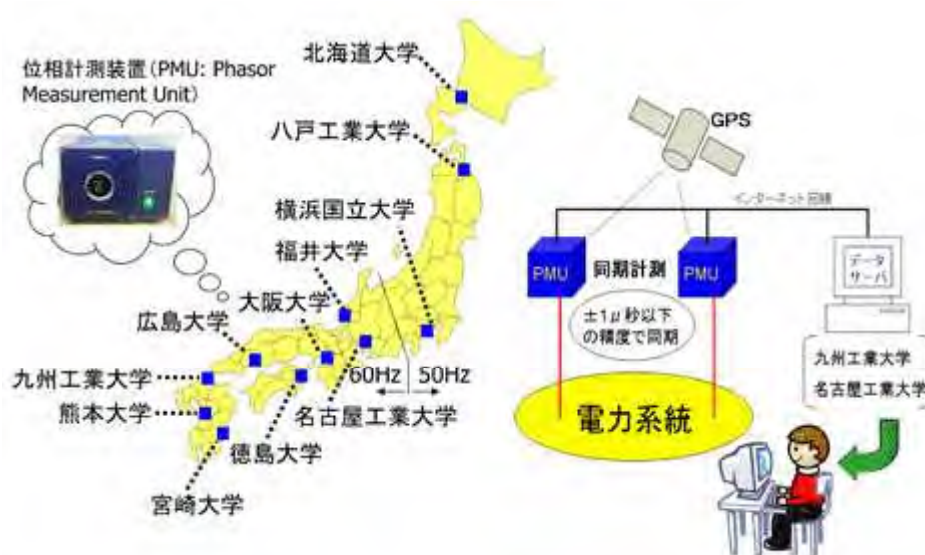 位相計測装置(PMU: Phasor
Measurement Unit)
北海道大学
八戸工業大学
横浜国立大学
福井大学
大阪大学
広島大学
九州工業大学
熊本大学
宮崎大学
徳島大学
名古屋工業大学
60Hz
50Hz
GPS
インターネット回線
PMU
同期計測
PMU
データ
サーバ
±1μ秒以下
の精度で同期
九州工業大学
名古屋工業大学
電力系統